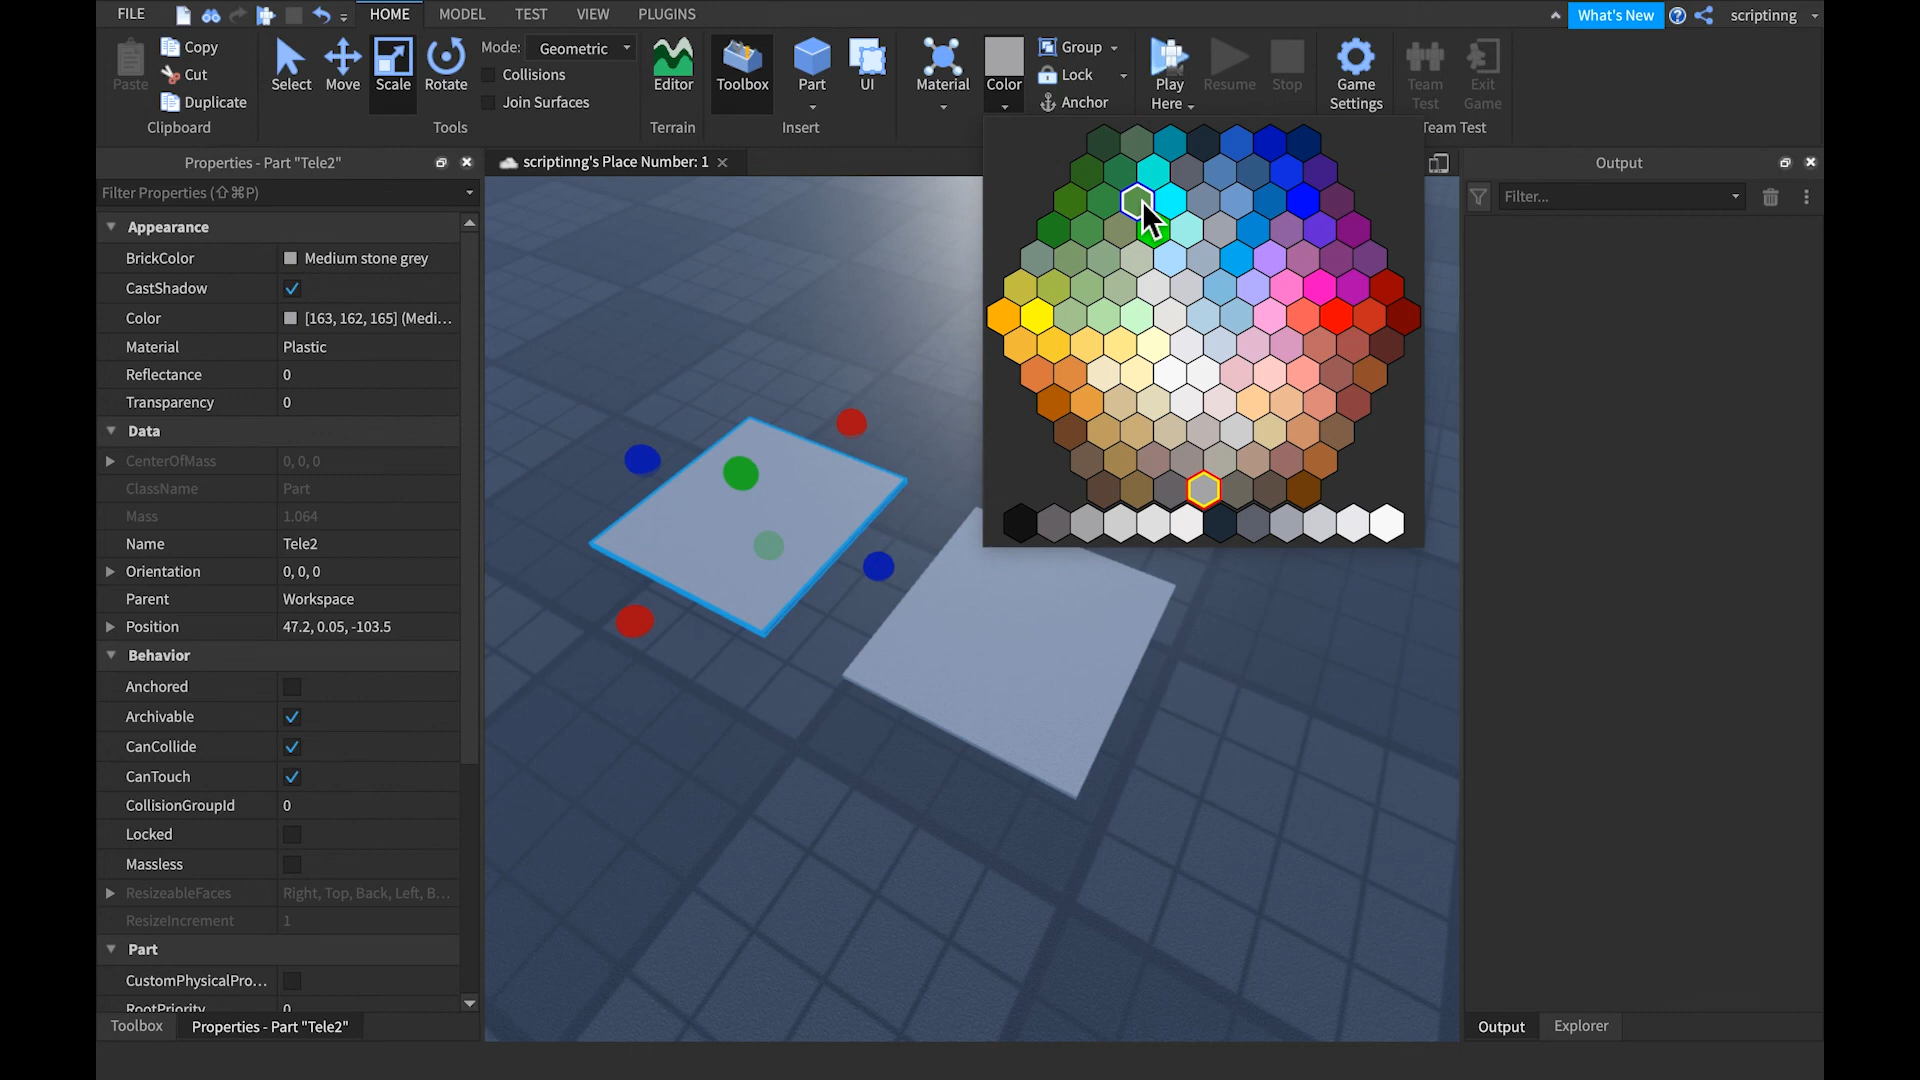 FILE HOME MODEL TEST VIEW PLUGINS What's New scriptinng
Copy
Cut
Duplicate
Paste
Clipboard
Select Move Scale Rotate
Mode: Geometric
Collisions
Join Surfaces
Tools
Editor
Terrain
Toolbox Part UI
Insert
Material Color
Group
Lock
Anchor
Play Here
Resume Stop
Game Settings
Team Test
Exit Game
Team Test
Properties - Part "Tele2"
Filter Properties (⇧⌘P)
Appearance
BrickColor Medium stone grey
CastShadow
Color [163, 162, 165] (Medi...
Material Plastic
Reflectance 0
Transparency 0
Data
CenterOfMass 0, 0, 0
ClassName Part
Mass 1.064
Name Tele2
Orientation 0, 0, 0
Parent Workspace
Position 47.2, 0.05, -103.5
Behavior
Anchored
Archivable
CanCollide
CanTouch
CollisionGroupId 0
Locked
Massless
ResizeableFaces Right, Top, Back, Left, B...
ResizeIncrement 1
Part
CustomPhysicalPro...
RootPriority 0
Toolbox Properties - Part "Tele2"
scriptinng's Place Number: 1
Output
Filter...
Output Explorer